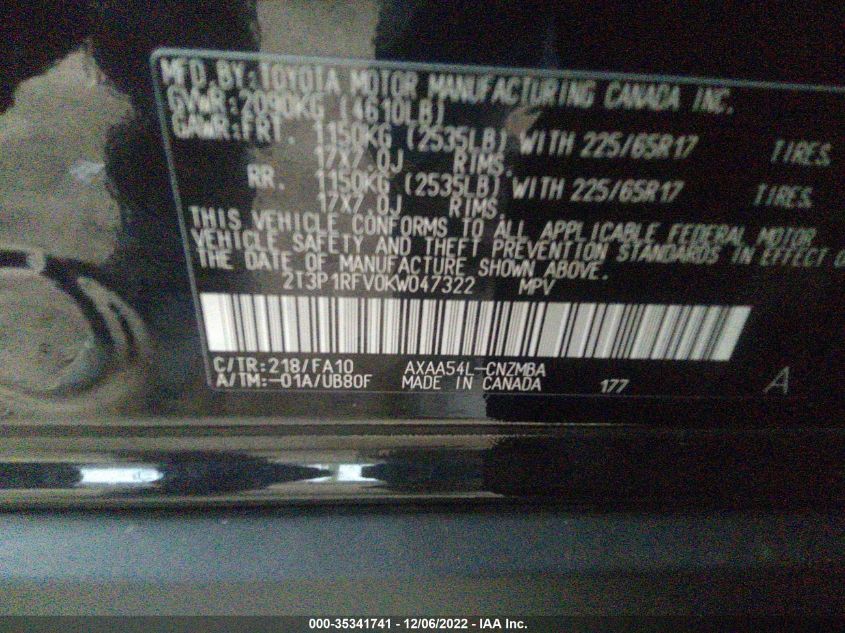 MFD. BY: TOYOTA MOTOR MANUFACTURING CANADA INC.
GVWR: 2090KG (4610LB)
GAWR: FRT. 1150KG (2535LB) WITH 225/65R17 TIRES
17X7.0J RIMS.
RR. 1150KG (2535LB) WITH 225/65R17 TIRES.
17X7.0J RIMS.
THIS VEHICLE CONFORMS TO ALL APPLICABLE FEDERAL MOTOR
VEHICLE SAFETY AND THEFT PREVENTION STANDARDS IN EFFECT O
THE DATE OF MANUFACTURE SHOWN ABOVE.
2T3P1RFV0KW047322 MPV
C/TR: 218/FA10 AXAA54L-CNZMBA
A/TM: -01A/UB80F MADE IN CANADA 177 A
000-35341741 - 12/06/2022 - IAA Inc.